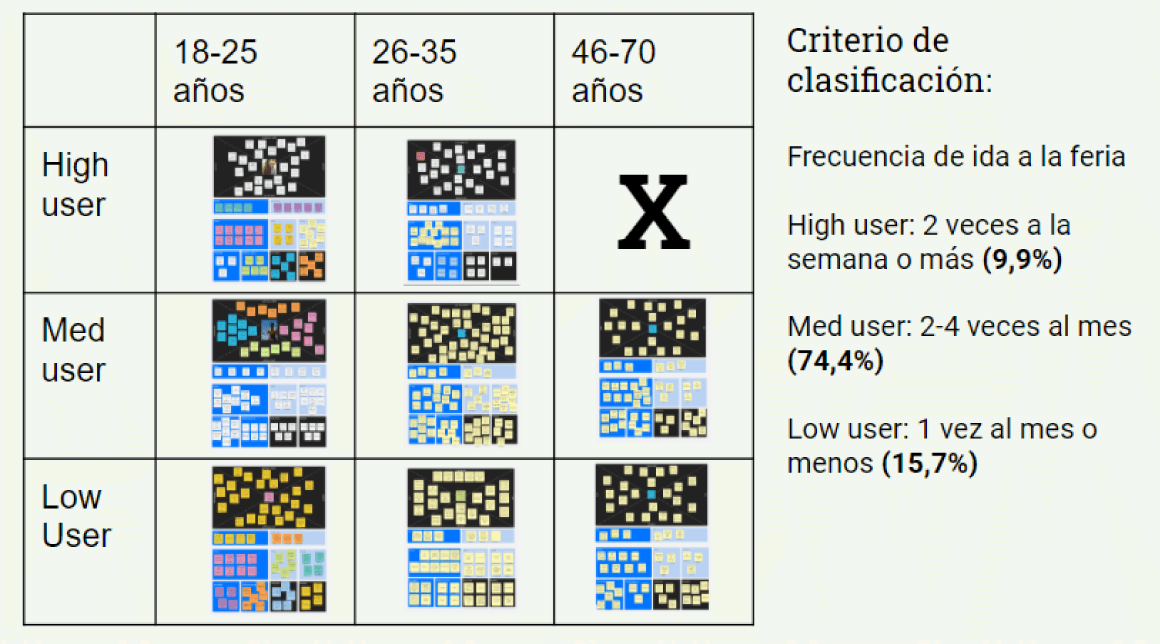 18-25
años
26-35
años
46-70
años
High
user
X
Med
user
Low
User
Criterio de
clasificación:
Frecuencia de ida a la feria
High user: 2 veces a la
semana o más (9,9%)
Med user: 2-4 veces al mes
(74,4%)
Low user: 1 vez al mes o
menos (15,7%)